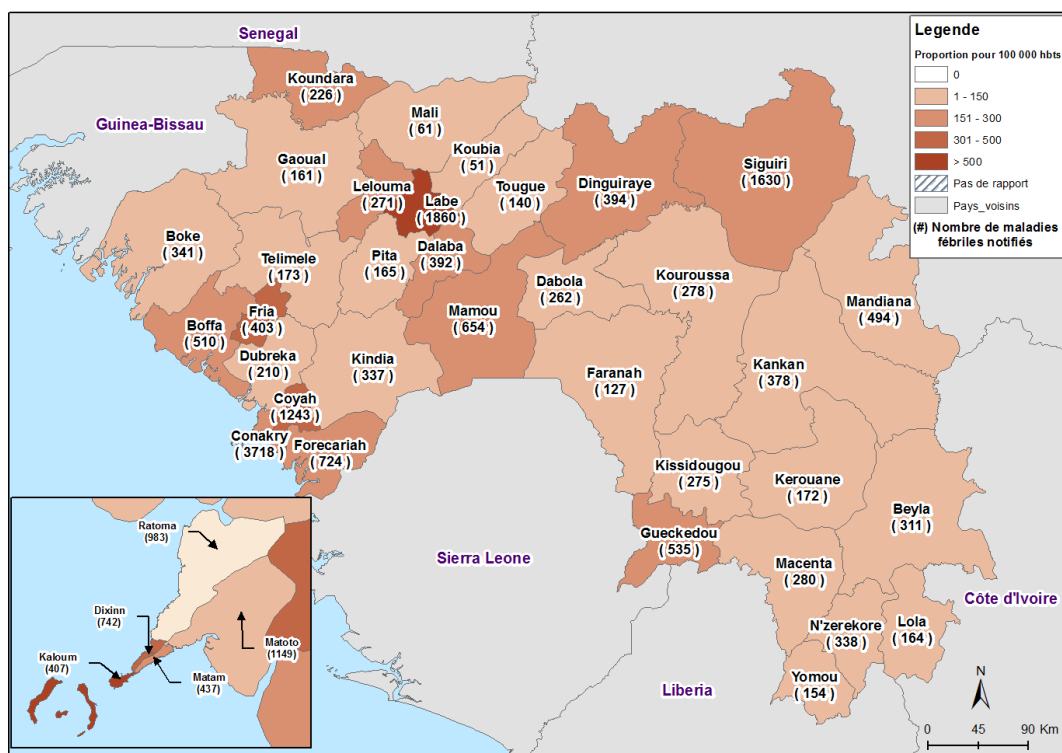 Senegal
Guinea-Bissau
Koundara
( 226 )
Mali
( 61 )
Koubia
( 51 )
Gaoual
( 161 )
Lelouma
( 271 )
Labe
( 1860 )
Tougue
( 140 )
Dinguiraye
( 394 )
Siguiri
( 1630 )
Boke
( 341 )
Telimele
( 173 )
Pita
( 165 )
Dalaba
( 392 )
Dabola
( 262 )
Kouroussa
( 278 )
Mandiana
( 494 )
Fria
( 403 )
Boffa
( 510 )
Mamou
( 654 )
Dubreka
( 210 )
Kindia
( 337 )
Faranah
( 127 )
Kankan
( 378 )
Coyah
( 1243 )
Conakry
( 3718 )
Forecariah
( 724 )
Kissidougou
( 275 )
Kerouane
( 172 )
Beyla
( 311 )
Gueckedou
( 535 )
Sierra Leone
Macenta
( 280 )
Côte d'Ivoire
N'zerekore
( 338 )
Lola
( 164 )
Yomou
( 154 )
Liberia
Legende
Proportion pour 100 000 hbts
0
1 - 150
151 - 300
301 - 500
> 500
Pas de rapport
Pays_voisins
(#) Nombre de maladies
fébriles notifiés
Ratoma
(983)
Dixinn
(742)
Kaloum
(407)
Matam
(437)
Matoto
(1149)
N
0 45 90 Km